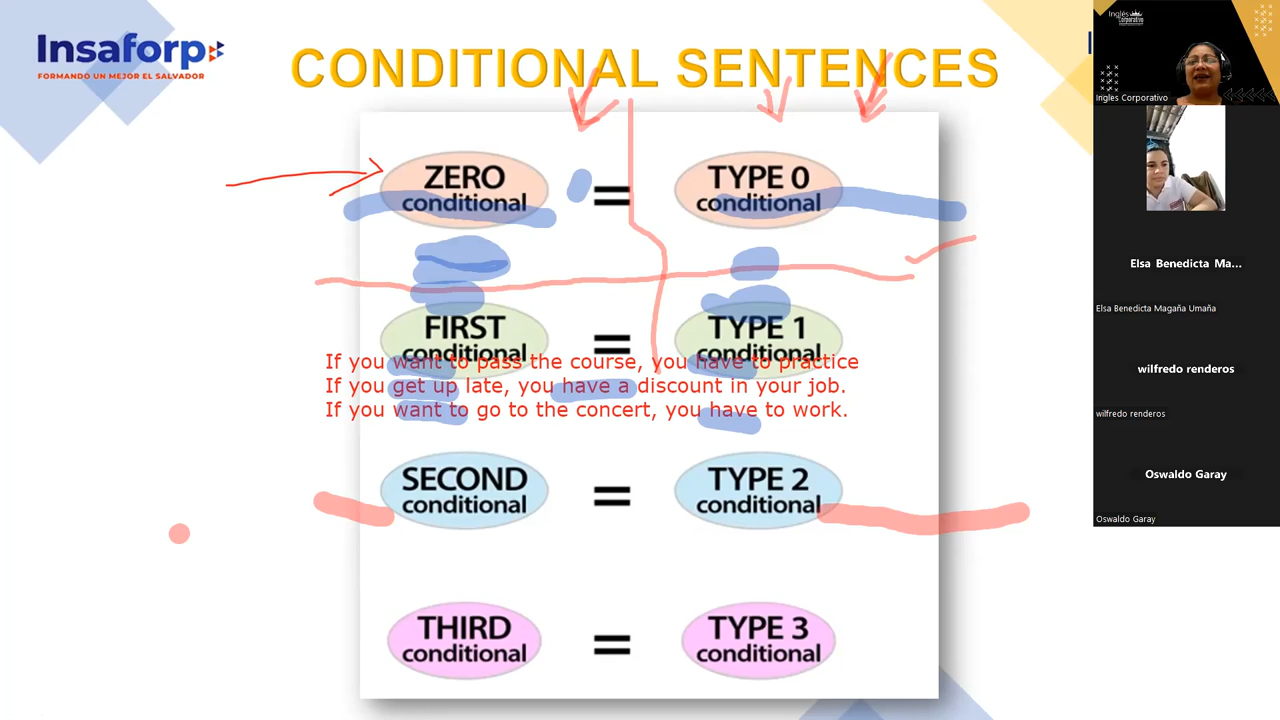 Insaforp
FORMANDO UN MEJOR EL SALVADOR
CONDITIONAL SENTENCES
ZERO
conditional
=
TYPE 0
conditional
FIRST
conditional
=
TYPE 1
conditional
If you want to pass the course, you have to practice
If you get up late, you have a discount in your job.
If you want to go to the concert, you have to work.
SECOND
conditional
=
TYPE 2
conditional
THIRD
conditional
=
TYPE 3
conditional
Inglés
Corporativo
Ingles Corporativo
Elsa Benedicta Ma...
Elsa Benedicta Magaña Umaña
wilfredo renderos
wilfredo renderos
Oswaldo Garay
Oswaldo Garay